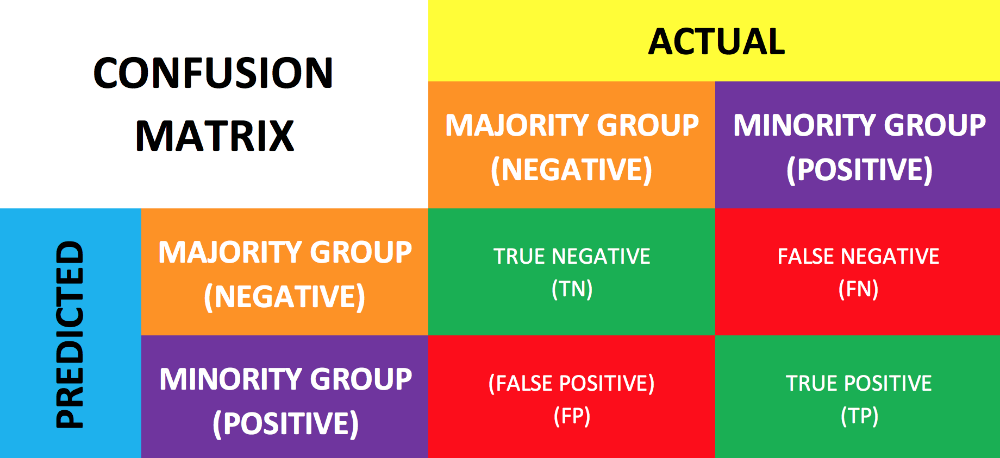 CONFUSION
MATRIX
ACTUAL
MAJORITY GROUP
(NEGATIVE)
MINORITY GROUP
(POSITIVE)
PREDICTED
MAJORITY GROUP
(NEGATIVE)
TRUE NEGATIVE
(TN)
FALSE NEGATIVE
(FN)
MINORITY GROUP
(POSITIVE)
(FALSE POSITIVE)
(FP)
TRUE POSITIVE
(TP)